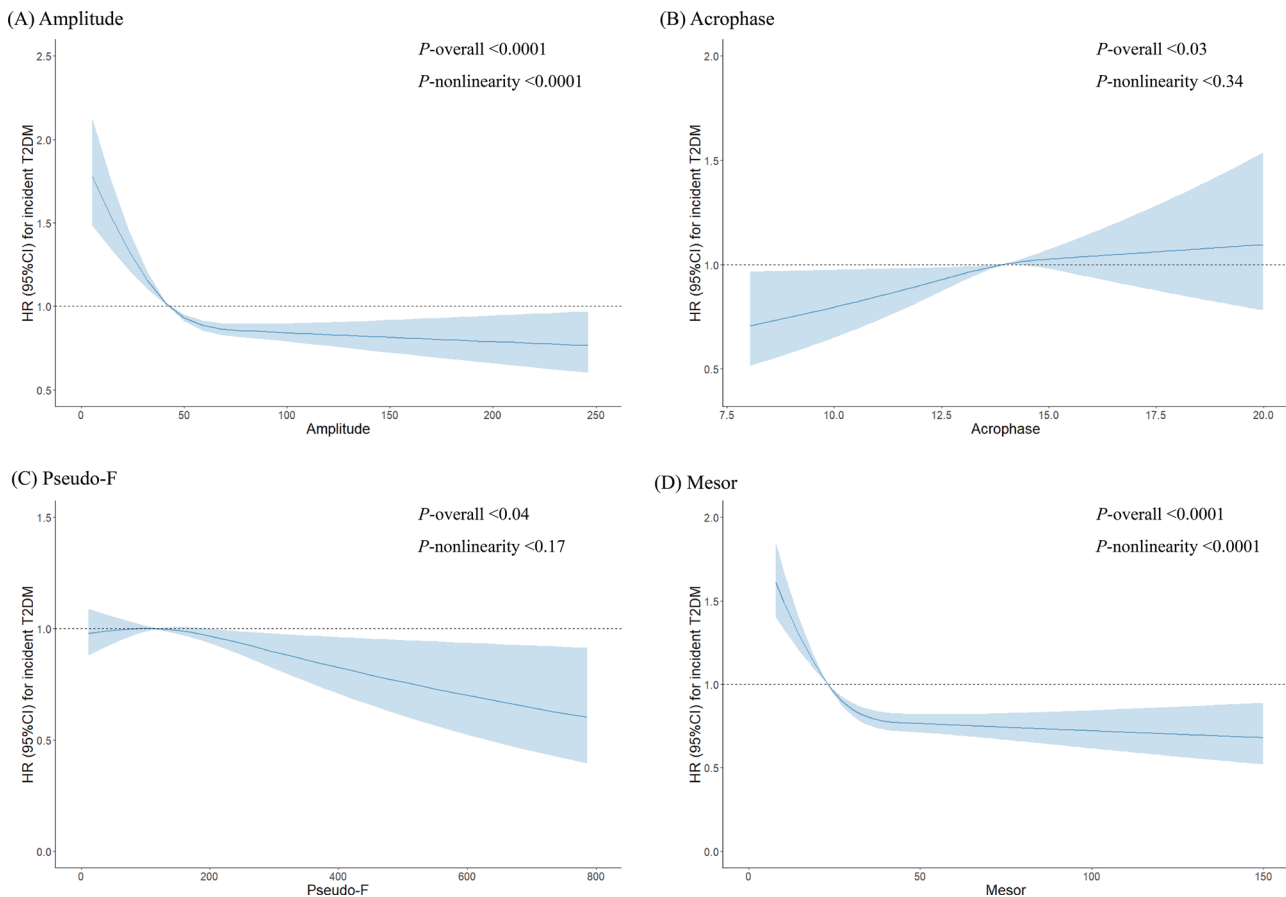 (A) Amplitude
P-overall <0.0001
P-nonlinearity <0.0001
HR (95%CI) for incident T2DM
2.5
2.0
1.5
1.0
0.5
0 50 100 150 200 250
Amplitude
(B) Acrophase
P-overall <0.03
P-nonlinearity <0.34
HR (95%CI) for incident T2DM
2.0
1.5
1.0
0.5
7.5 10.0 12.5 15.0 17.5 20.0
Acrophase
(C) Pseudo-F
P-overall <0.04
P-nonlinearity <0.17
HR (95%CI) for incident T2DM
1.5
1.0
0.5
0.0
0 200 400 600 800
Pseudo-F
(D) Mesor
P-overall <0.0001
P-nonlinearity <0.0001
HR (95%CI) for incident T2DM
2.0
1.5
1.0
0.5
0.0
0 50 100 150
Mesor